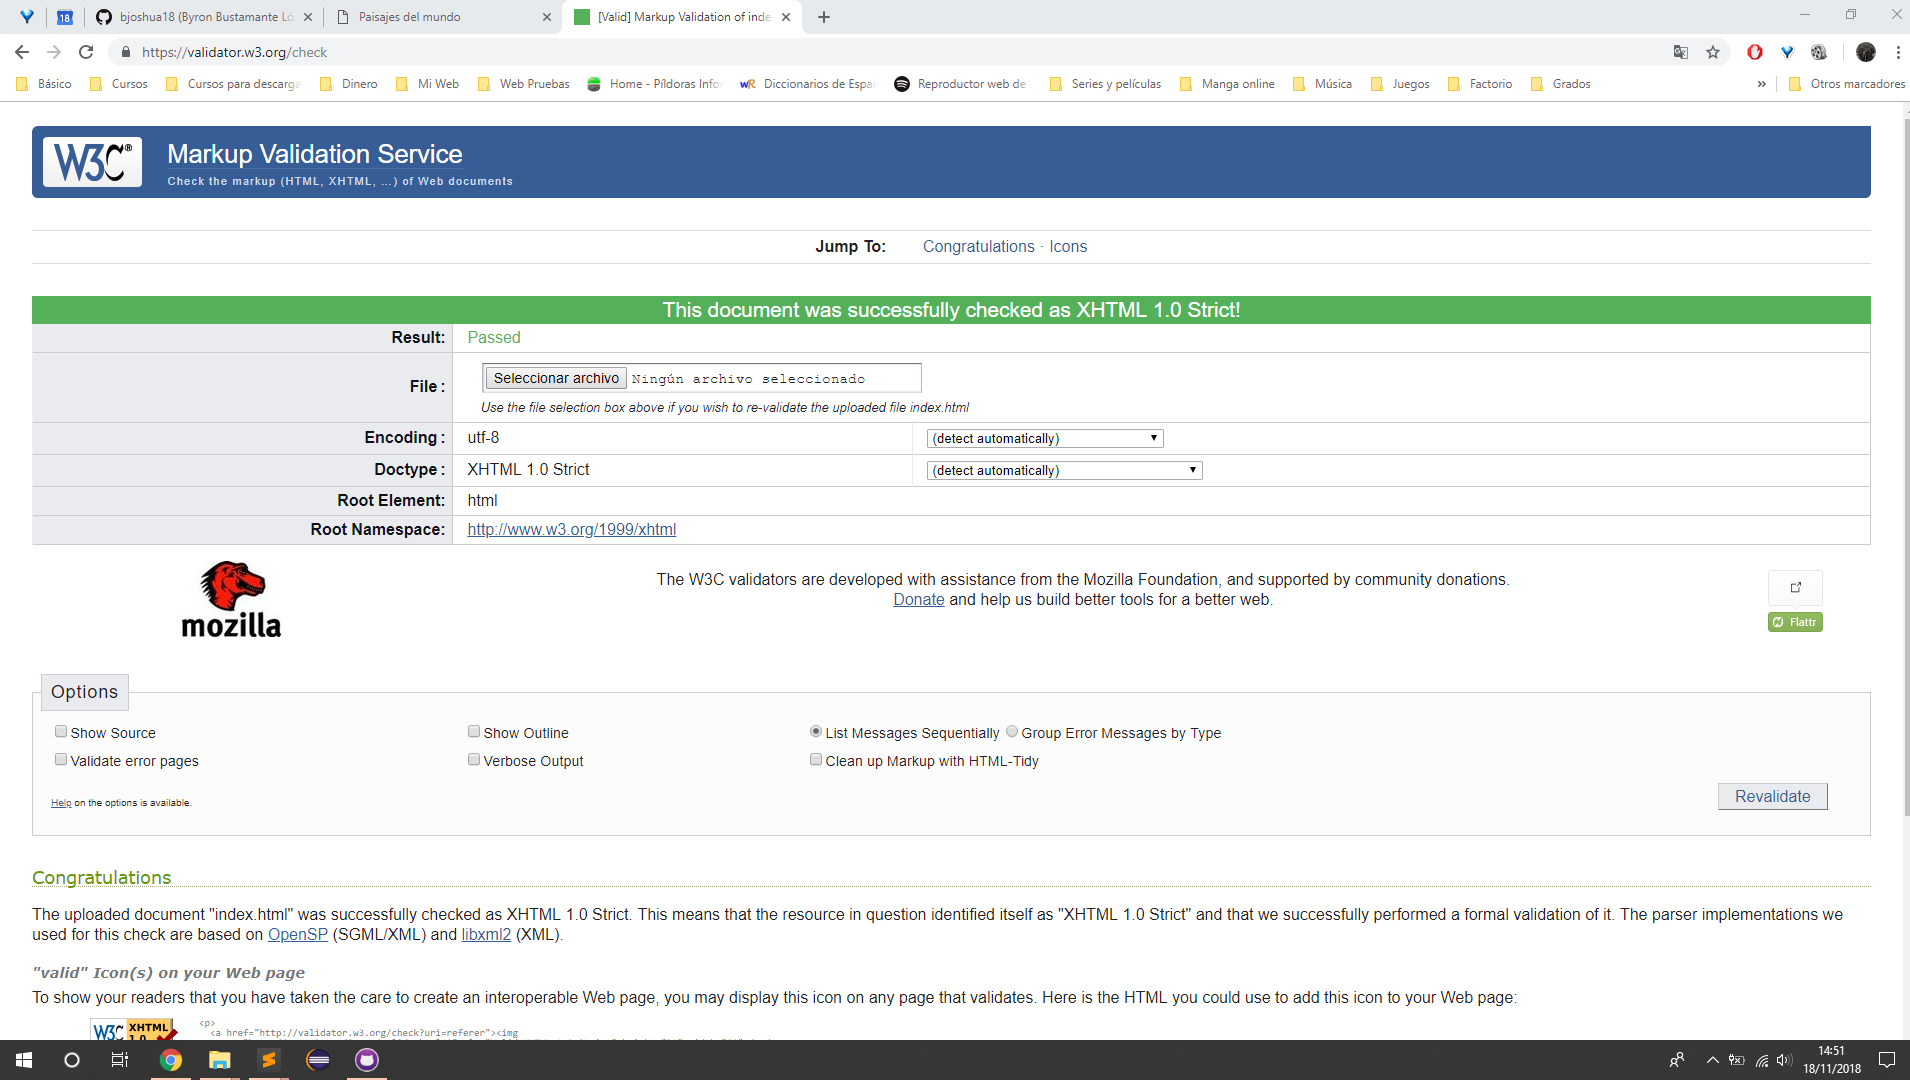 18
bjoshua18 (Byron Bustamante Ló
Paisajes del mundo
[Valid] Markup Validation of inde
https://validator.w3.org/check
Básico
Cursos
Cursos para descarga
Dinero
Mi Web
Web Pruebas
Home - Píldoras Infor
wR Diccionarios de Españ
Reproductor web de
Series y películas
Manga online
Música
Juegos
Factorio
Grados
»
Otros marcadores
W3C®
Markup Validation Service
Check the markup (HTML, XHTML, …) of Web documents
Jump To: Congratulations · Icons
This document was successfully checked as XHTML 1.0 Strict!
Result: Passed
File : Seleccionar archivo Ningún archivo seleccionado
Use the file selection box above if you wish to re-validate the uploaded file index.html
Encoding : utf-8 (detect automatically)
Doctype : XHTML 1.0 Strict (detect automatically)
Root Element: html
Root Namespace: http://www.w3.org/1999/xhtml
mozilla
The W3C validators are developed with assistance from the Mozilla Foundation, and supported by community donations.
Donate and help us build better tools for a better web.
Flattr
Options
Show Source Show Outline List Messages Sequentially Group Error Messages by Type
Validate error pages Verbose Output Clean up Markup with HTML-Tidy
Help on the options is available.
Revalidate
Congratulations
The uploaded document "index.html" was successfully checked as XHTML 1.0 Strict. This means that the resource in question identified itself as "XHTML 1.0 Strict" and that we successfully performed a formal validation of it. The parser implementations we
used for this check are based on OpenSP (SGML/XML) and libxml2 (XML).
"valid" Icon(s) on your Web page
To show your readers that you have taken the care to create an interoperable Web page, you may display this icon on any page that validates. Here is the HTML you could use to add this icon to your Web page:
W3C XHTML 1.0
<p>
<a href="http://validator.w3.org/check?uri=referer"><img
14:51
18/11/2018